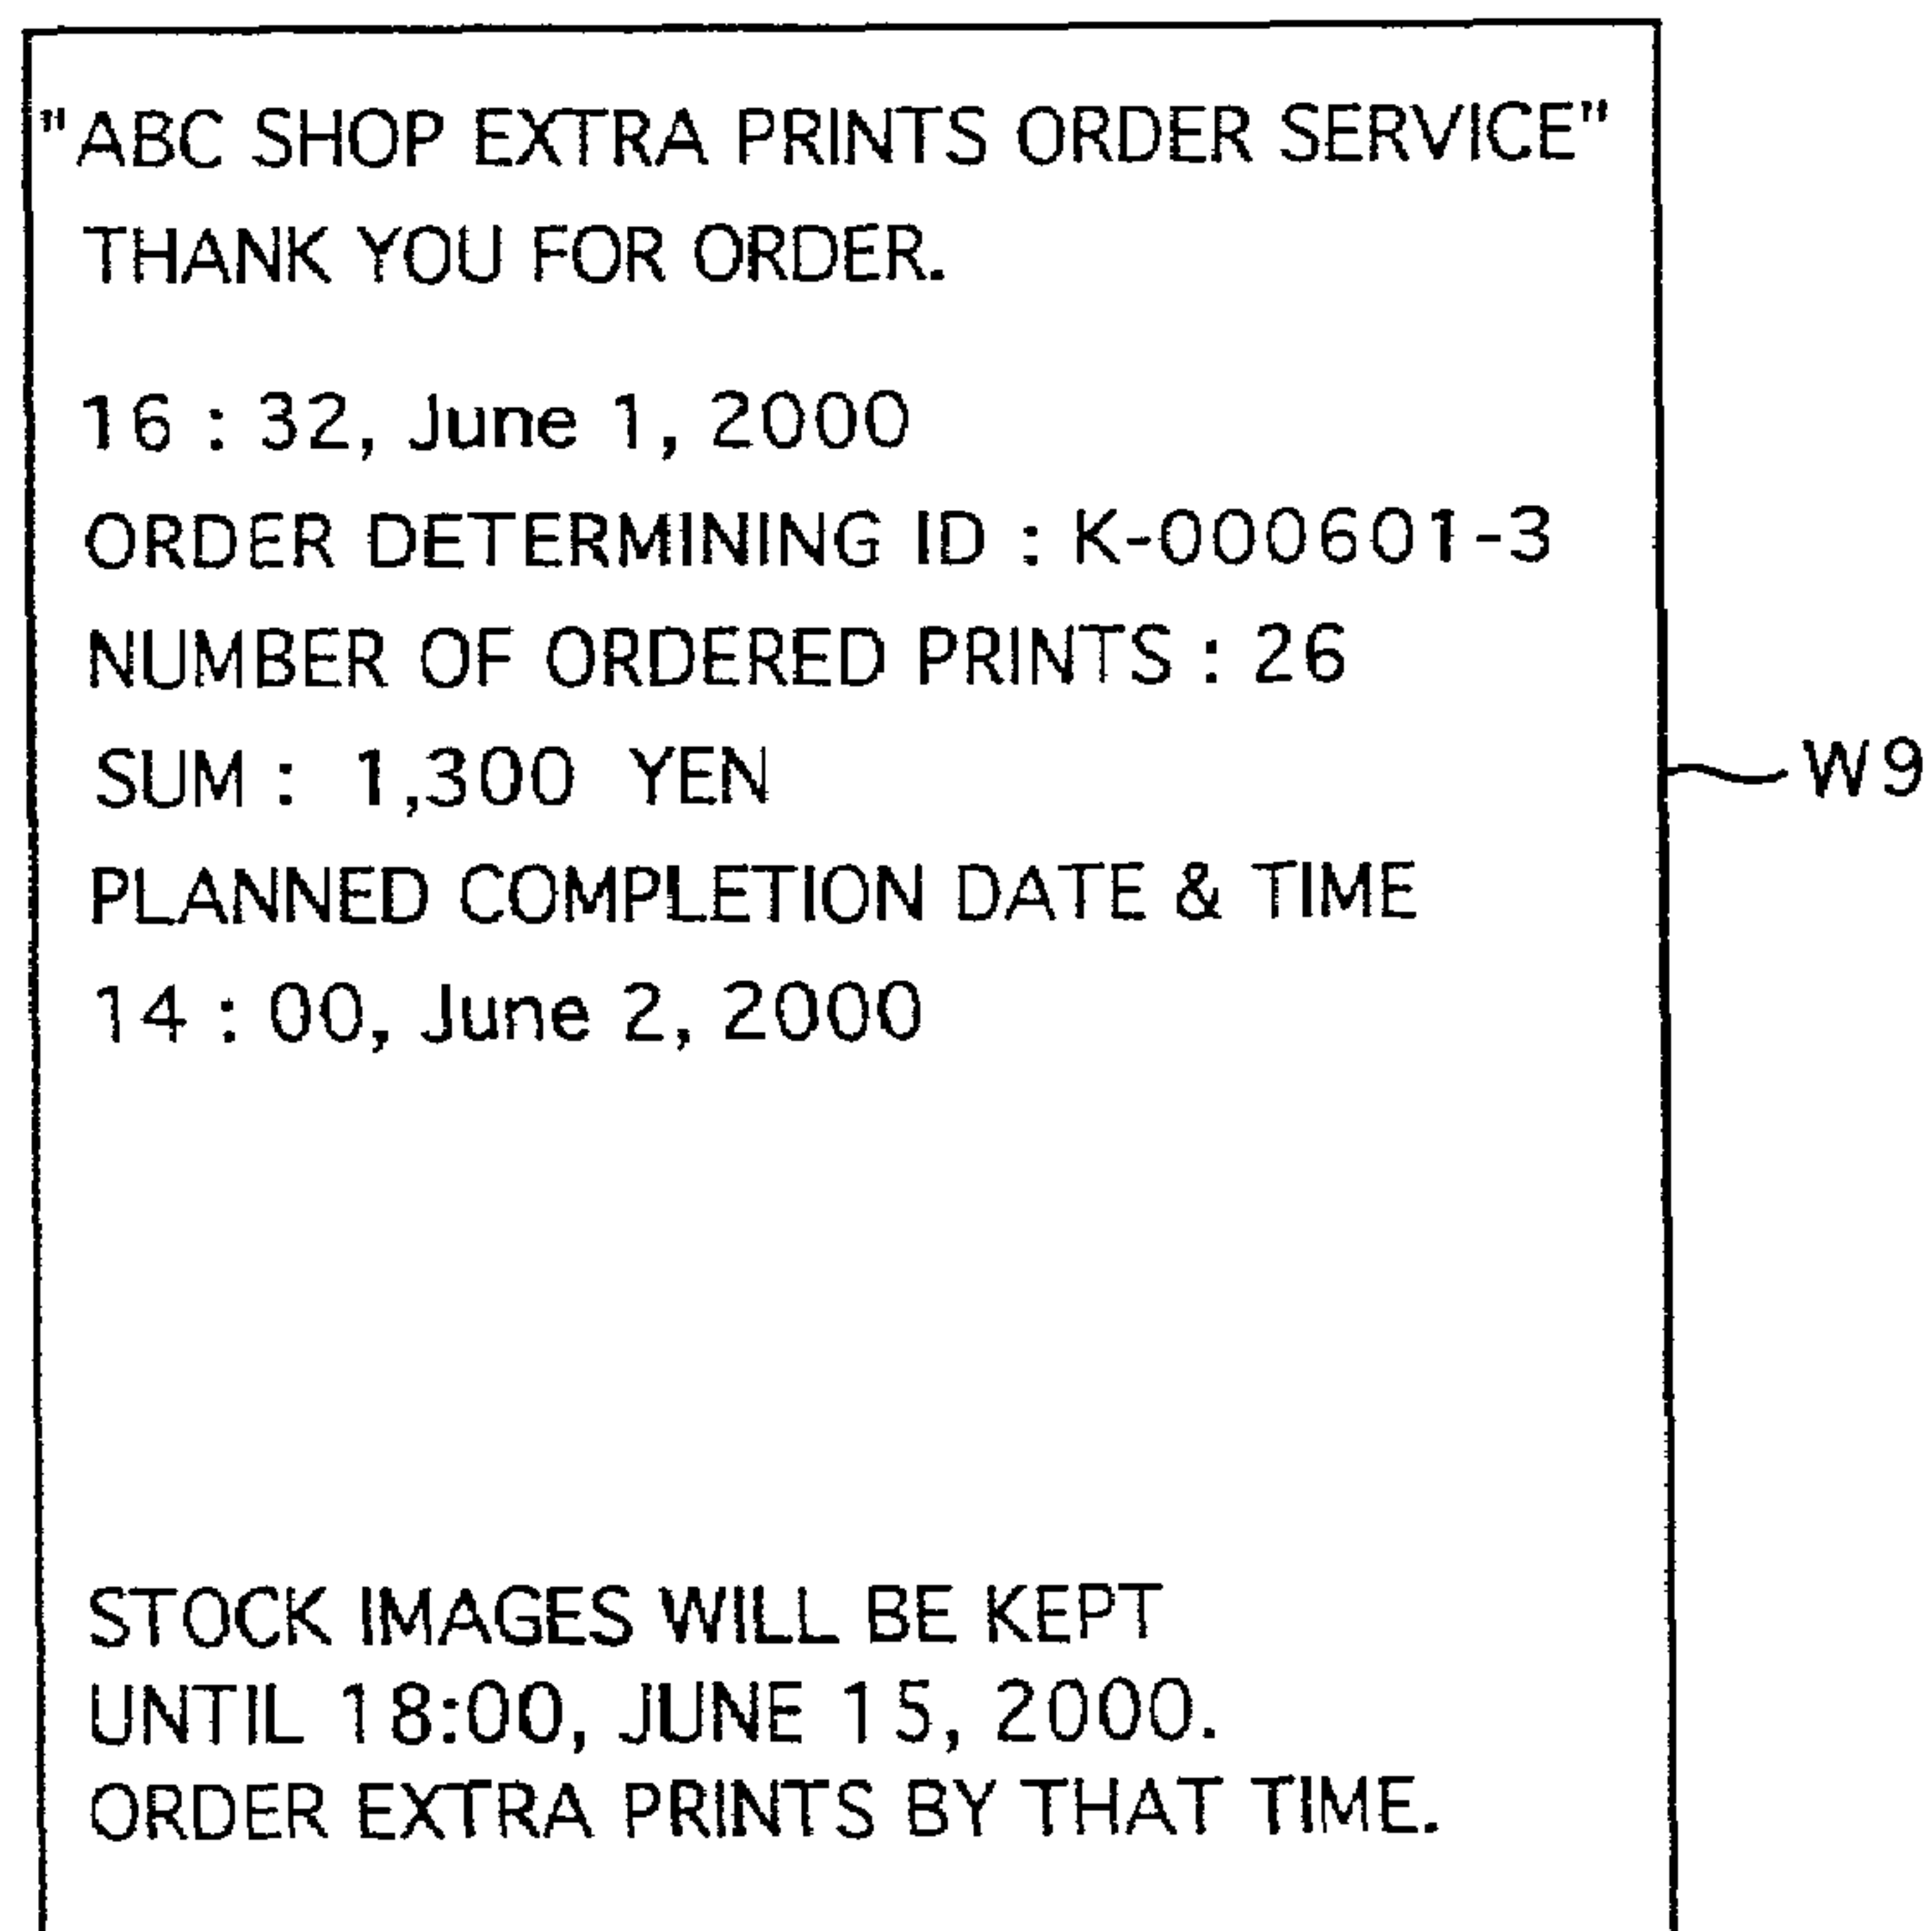 "ABC SHOP EXTRA PRINTS ORDER SERVICE"
THANK YOU FOR ORDER.
16 : 32, June 1, 2000
ORDER DETERMINING ID : K-000601-3
NUMBER OF ORDERED PRINTS : 26
SUM : 1,300 YEN
W9
PLANNED COMPLETION DATE & TIME
14 : 00, June 2, 2000
STOCK IMAGES WILL BE KEPT
UNTIL 18:00, JUNE 15, 2000.
ORDER EXTRA PRINTS BY THAT TIME.